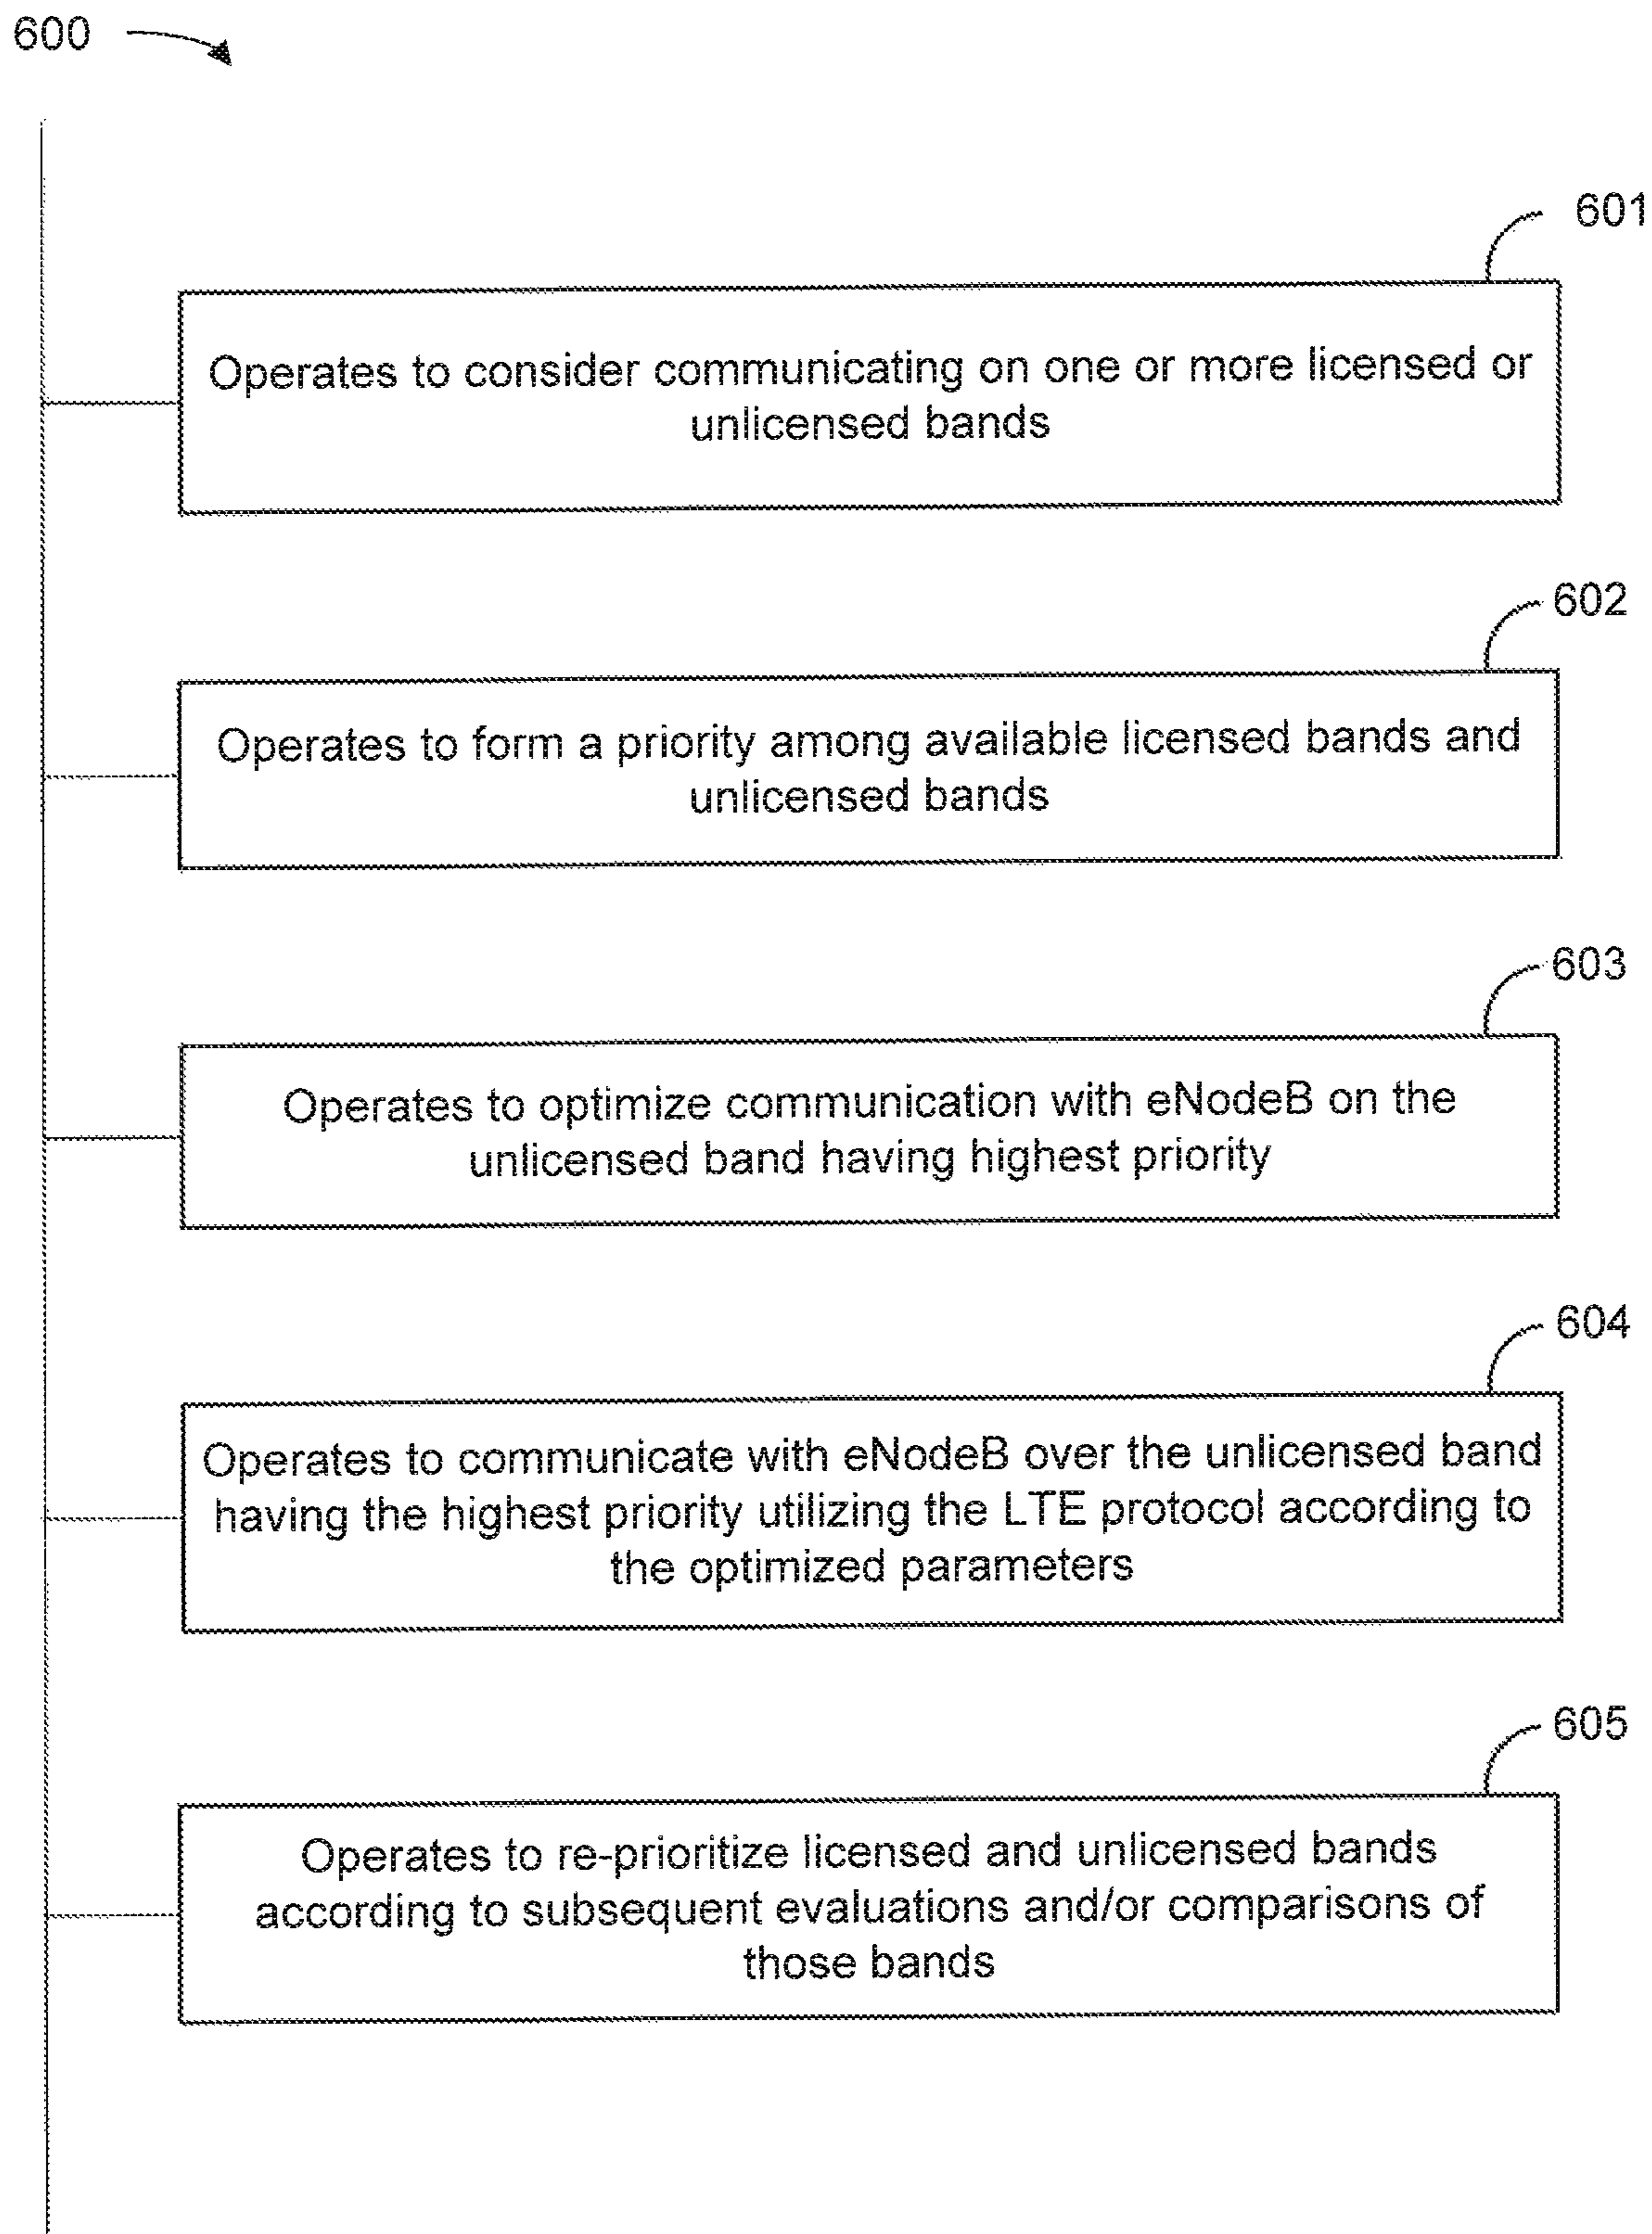 600
601
Operates to consider communicating on one or more licensed or
unlicensed bands
602
Operates to form a priority among available licensed bands and
unlicensed bands
603
Operates to optimize communication with eNodeB on the
unlicensed band having highest priority
604
Operates to communicate with eNodeB over the unlicensed band
having the highest priority utilizing the LTE protocol according to
the optimized parameters
605
Operates to re-prioritize licensed and unlicensed bands
according to subsequent evaluations and/or comparisons of
those bands